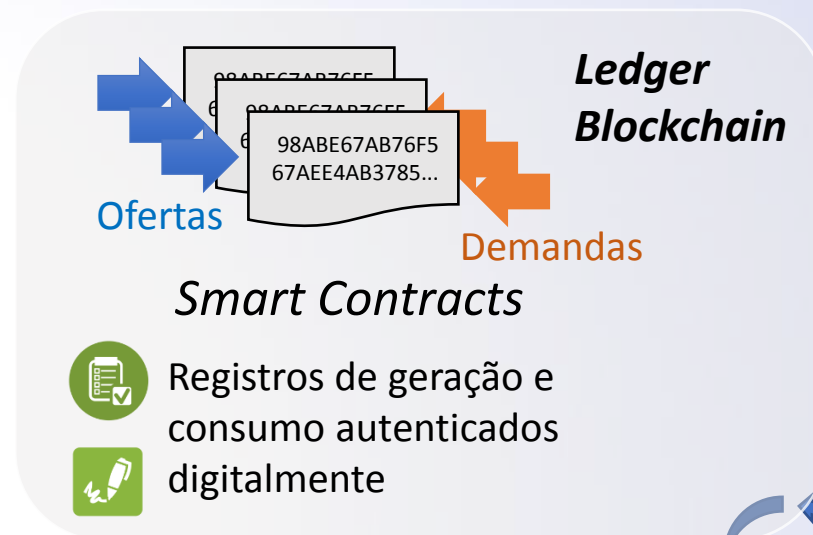 Ledger
Blockchain
98ABE67AB76F5
67AEE4AB3785...
Ofertas
Demandas
Smart Contracts
Registros de geração e
consumo autenticados
digitalmente